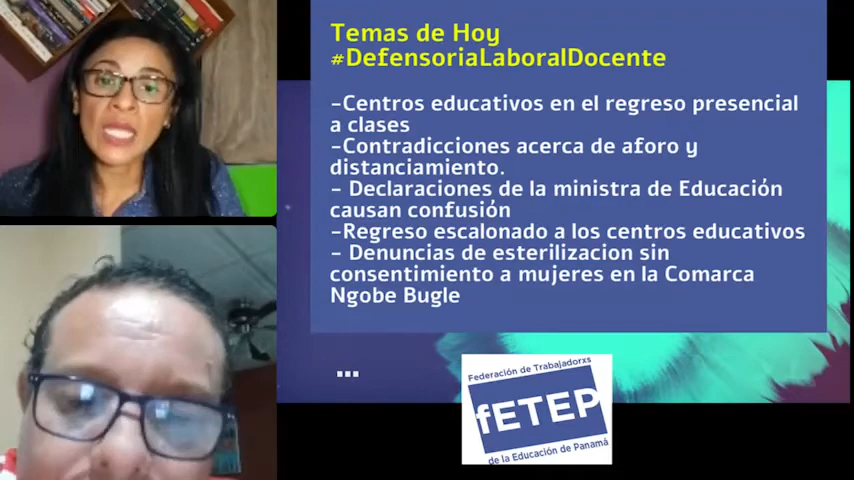 Temas de Hoy
#DefensoriaLaboralDocente
-Centros educativos en el regreso presencial
a clases
-Contradicciones acerca de aforo y
distanciamiento.
- Declaraciones de la ministra de Educación
causan confusión
-Regreso escalonado a los centros educativos
- Denuncias de esterilizacion sin
consentimiento a mujeres en la Comarca
Ngobe Bugle
...
Federación de Trabajadorxs
fETEP
de la Educación de Panamá